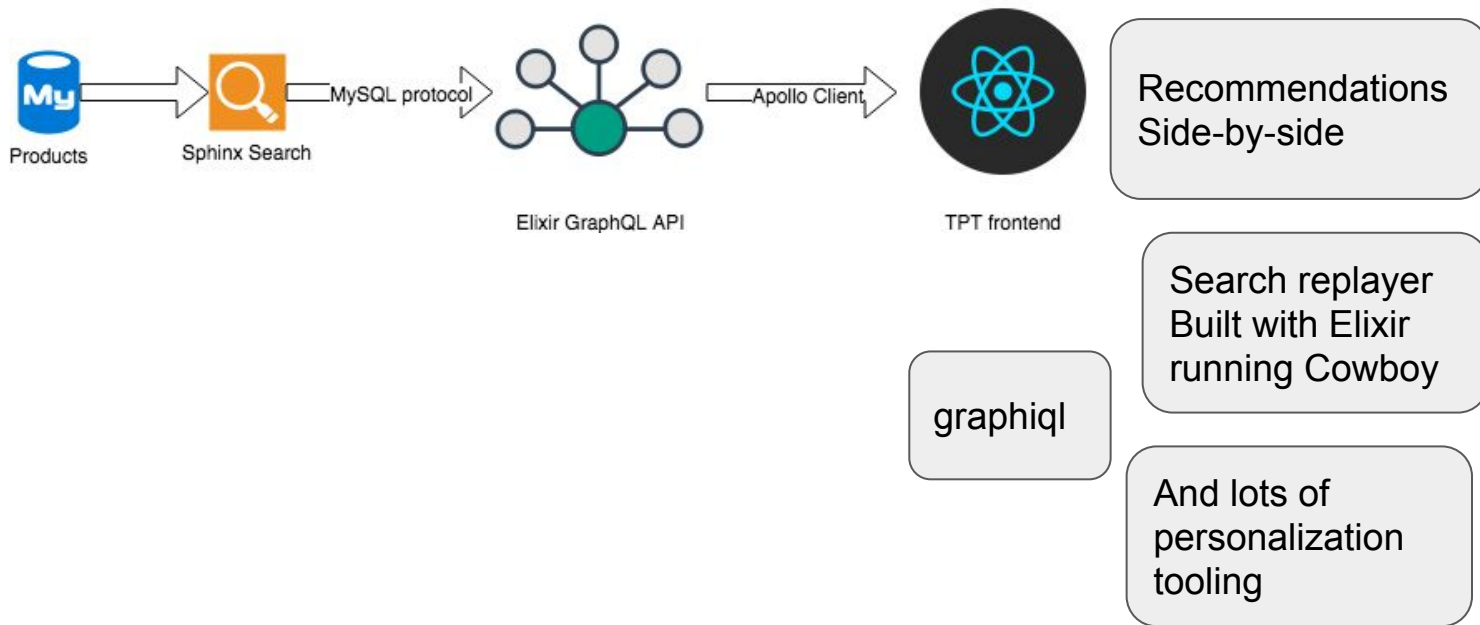 My
Products
Sphinx Search
MySQL protocol
Elixir GraphQL API
Apollo Client
TPT frontend
Recommendations
Side-by-side
Search replayer
Built with Elixir
running Cowboy
graphiql
And lots of
personalization
tooling